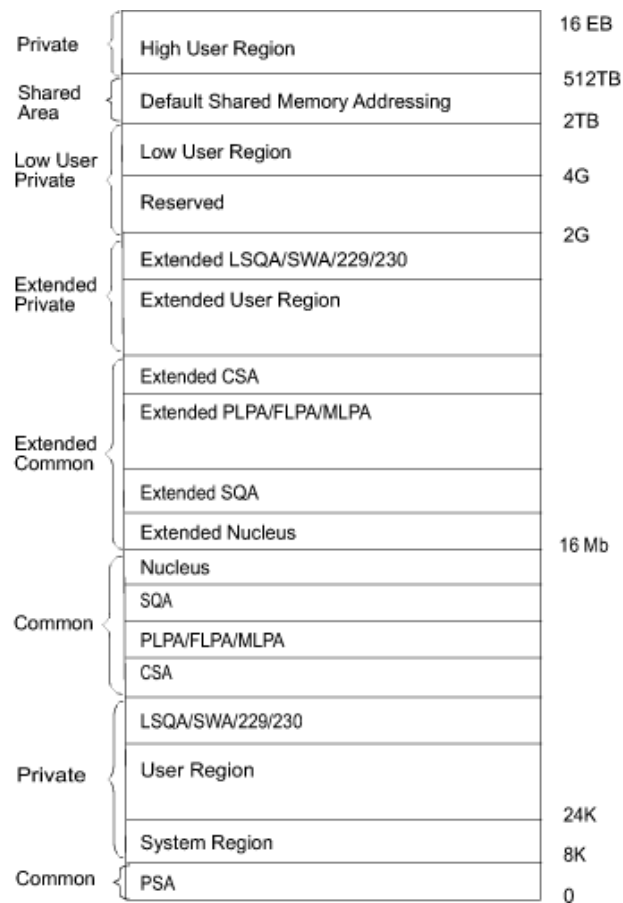 16 EB
Private
High User Region
512TB
Shared
Area
Default Shared Memory Addressing
2TB
Low User
Private
Low User Region
4G
Reserved
2G
Extended LSQA/SWA/229/230
Extended
Private
Extended User Region
Extended CSA
Extended PLPA/FLPA/MLPA
Extended
Common
Extended SQA
Extended Nucleus
16 Mb
Nucleus
SQA
Common
PLPA/FLPA/MLPA
CSA
LSQA/SWA/229/230
Private
User Region
24K
System Region
8K
Common
PSA
0